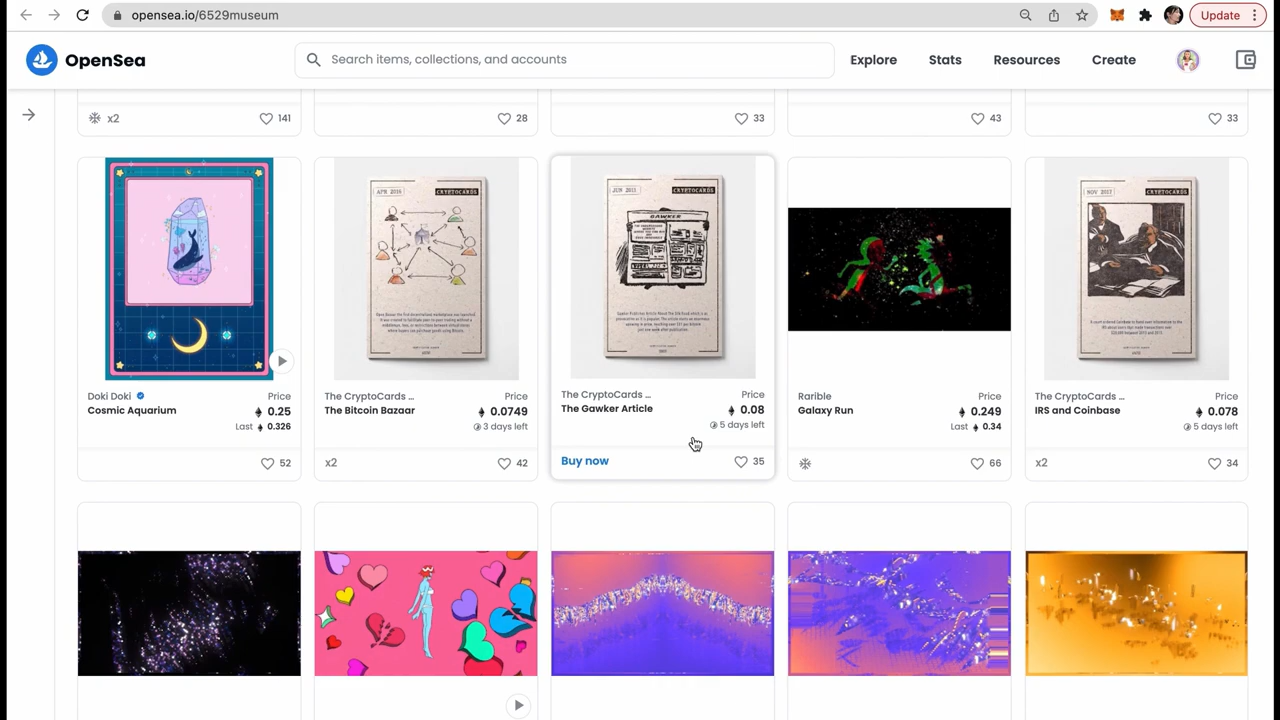 opensea.io/6529museum
Update
OpenSea
Search items, collections, and accounts
Explore
Stats
Resources
Create
x2
141
28
33
43
33
APR 2016
CRYPTOCARDS
JUN 2011
CRYPTOCARDS
GAWKER
NOV 2017
CRYPTOCARDS
Doki Doki
Price
Cosmic Aquarium
0.25
Last 0.326
52
The CryptoCards ...
Price
The Bitcoin Bazaar
0.0749
3 days left
x2
42
The CryptoCards ...
Price
The Gawker Article
0.08
5 days left
Buy now
35
Rarible
Price
Galaxy Run
0.249
Last 0.34
66
The CryptoCards ...
Price
IRS and Coinbase
0.078
5 days left
x2
34